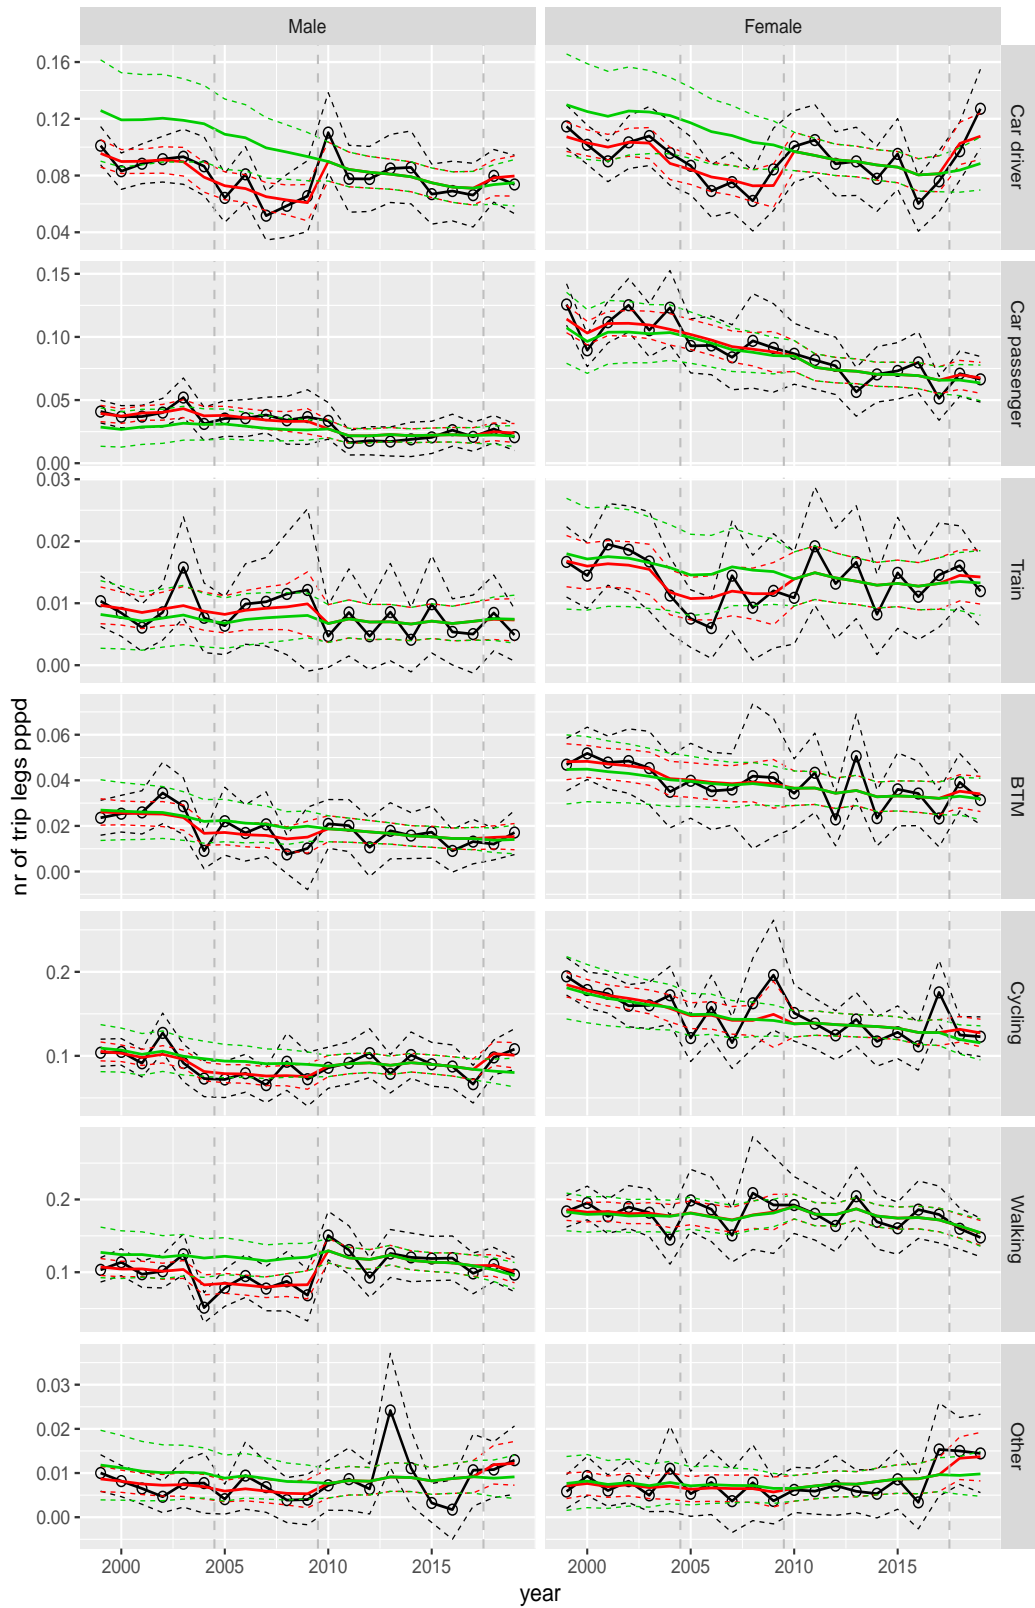 Male
Female
0.16
0.12
0.08
0.04
Car driver
0.15
0.10
0.05
0.00
Car passenger
0.03
0.02
0.01
0.00
Train
0.06
0.04
0.02
0.00
BTM
0.2
0.1
Cycling
0.2
0.1
Walking
0.03
0.02
0.01
0.00
Other
nr of trip legs pppd
2000
2005
2010
2015
2000
2005
2010
2015
year